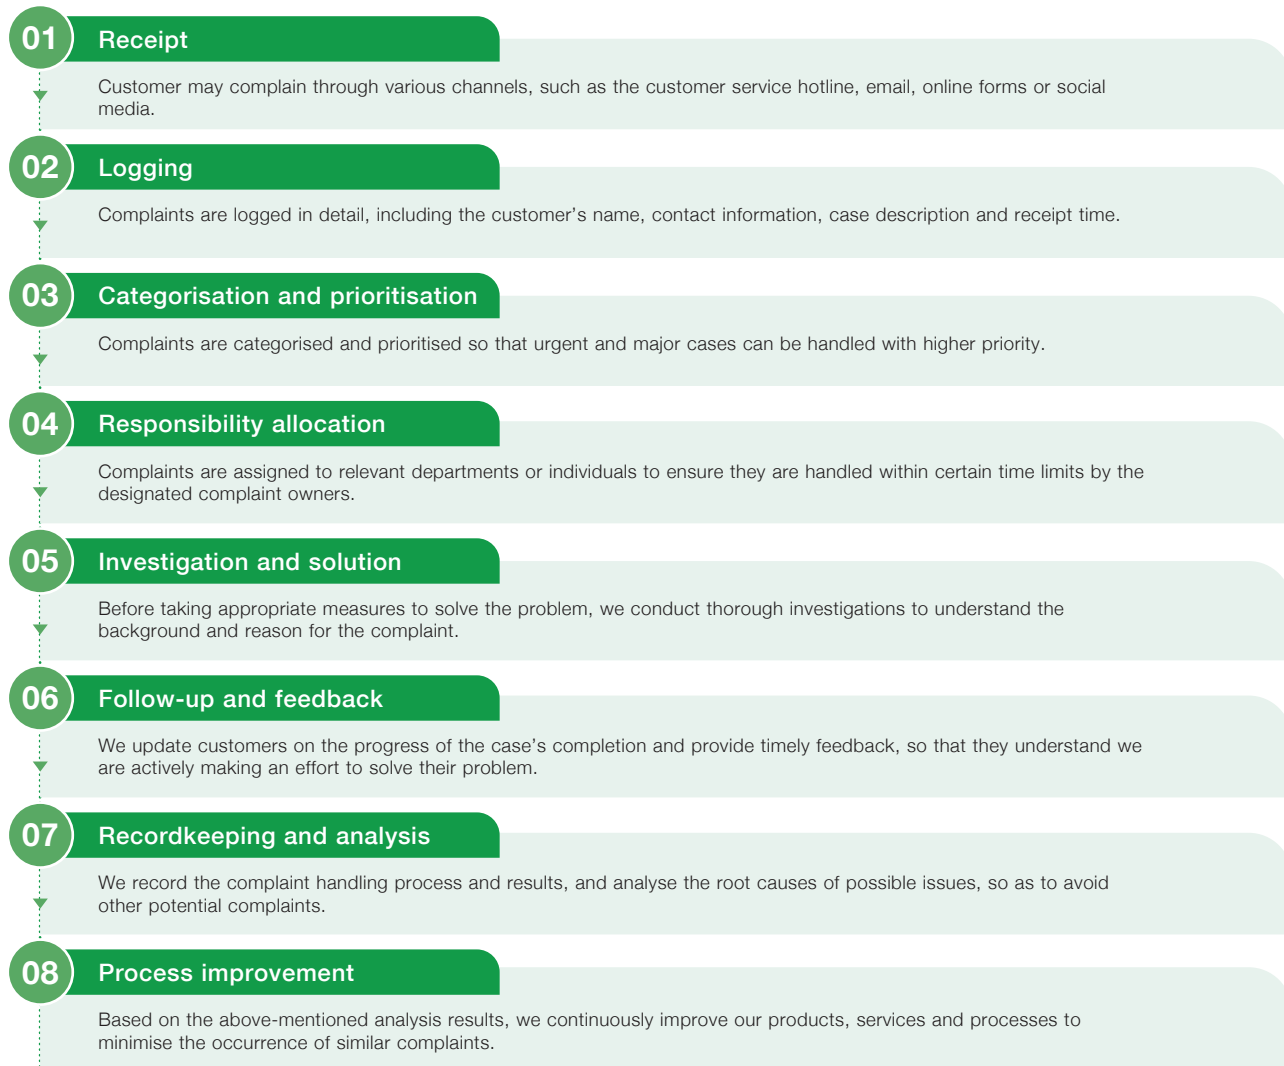 01
Receipt
Customer may complain through various channels, such as the customer service hotline, email, online forms or social
media.
02
Logging
Complaints are logged in detail, including the customer’s name, contact information, case description and receipt time.
03
Categorisation and prioritisation
Complaints are categorised and prioritised so that urgent and major cases can be handled with higher priority.
04
Responsibility allocation
Complaints are assigned to relevant departments or individuals to ensure they are handled within certain time limits by the
designated complaint owners.
05
Investigation and solution
Before taking appropriate measures to solve the problem, we conduct thorough investigations to understand the
background and reason for the complaint.
06
Follow-up and feedback
We update customers on the progress of the case’s completion and provide timely feedback, so that they understand we
are actively making an effort to solve their problem.
07
Recordkeeping and analysis
We record the complaint handling process and results, and analyse the root causes of possible issues, so as to avoid
other potential complaints.
08
Process improvement
Based on the above-mentioned analysis results, we continuously improve our products, services and processes to
minimise the occurrence of similar complaints.